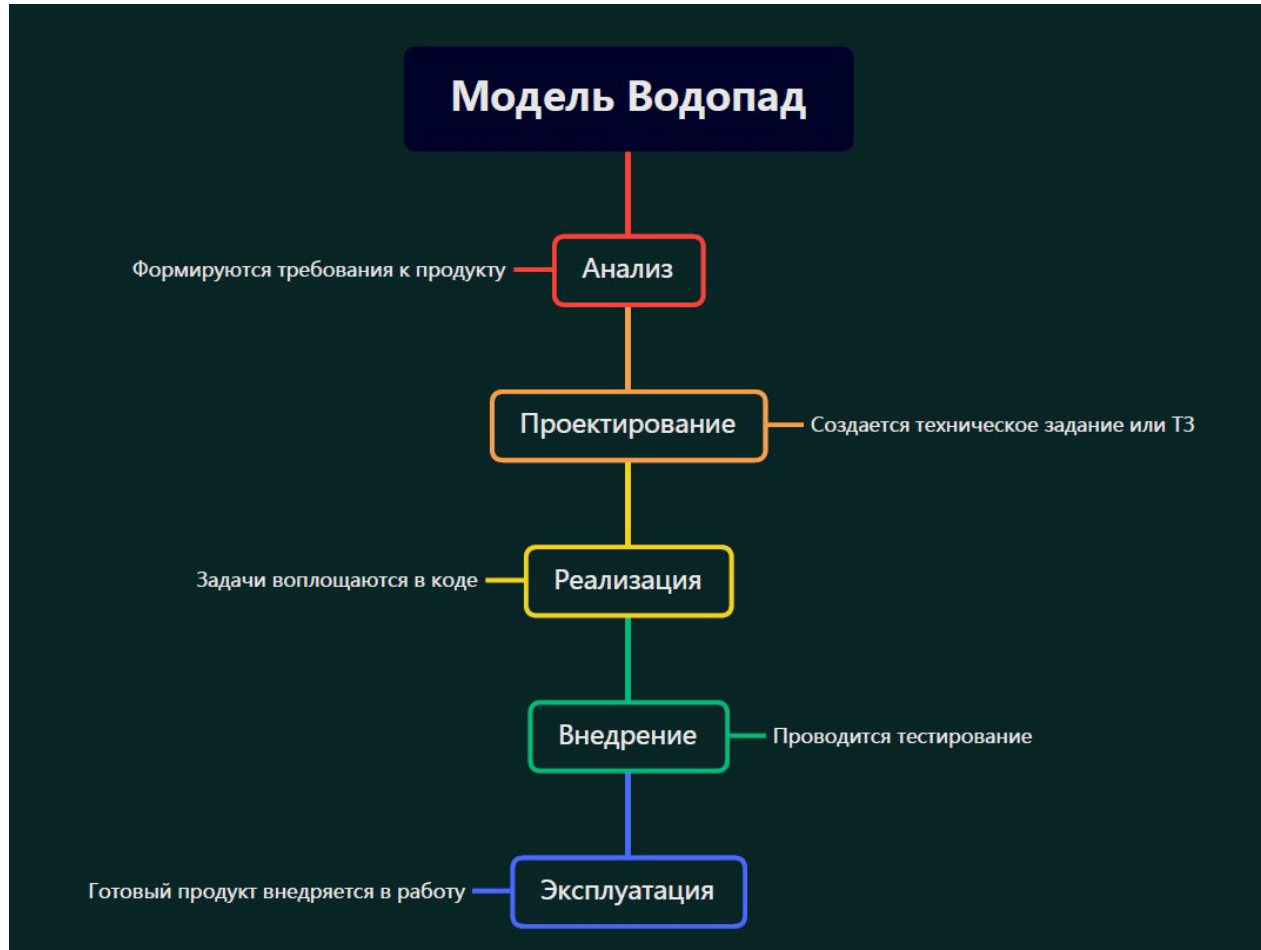 Модель Водопад
Формируются требования к продукту
Анализ
Проектирование
Создается техническое задание или ТЗ
Задачи воплощаются в коде
Реализация
Внедрение
Проводится тестирование
Готовый продукт внедряется в работу
Эксплуатация